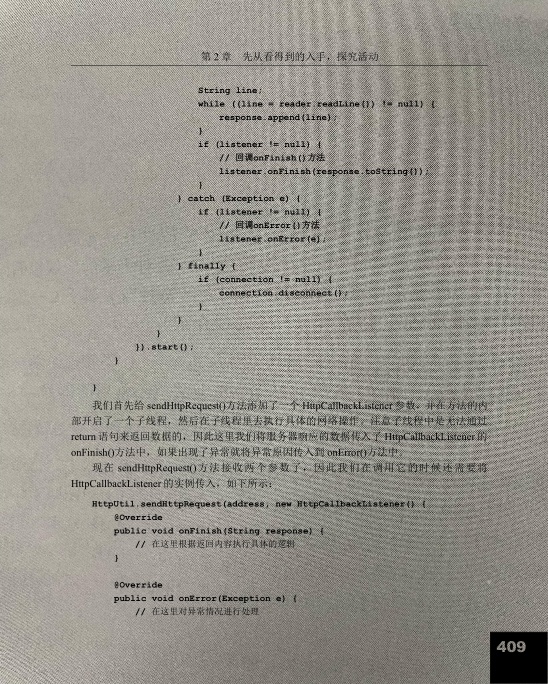 第 2 章　先从看得到的入手，探究活动
String line;
while ((line = reader.readLine()) != null) {
response.append(line);
}
if (listener != null) {
// 回调onFinish()方法
listener.onFinish(response.toString());
}
} catch (Exception e) {
if (listener != null) {
// 回调onError()方法
listener.onError(e);
}
} finally {
if (connection != null) {
connection.disconnect();
}
}
}
}).start();
}
}
我们首先给 sendHttpRequest()方法添加了一个 HttpCallbackListener 参数，并在方法的内
部开启了一个子线程，然后在子线程里去执行具体的网络操作。注意子线程中是无法通过
return 语句来返回数据的，因此这里我们将服务器响应的数据传入了 HttpCallbackListener 的
onFinish()方法中，如果出现了异常就将异常原因传入到 onError()方法中。
现在 sendHttpRequest()方法接收两个参数了，因此我们在调用它的时候还需要将
HttpCallbackListener 的实例传入，如下所示：
HttpUtil.sendHttpRequest(address, new HttpCallbackListener() {
@Override
public void onFinish(String response) {
// 在这里根据返回内容执行具体的逻辑
}
@Override
public void onError(Exception e) {
// 在这里对异常情况进行处理
409